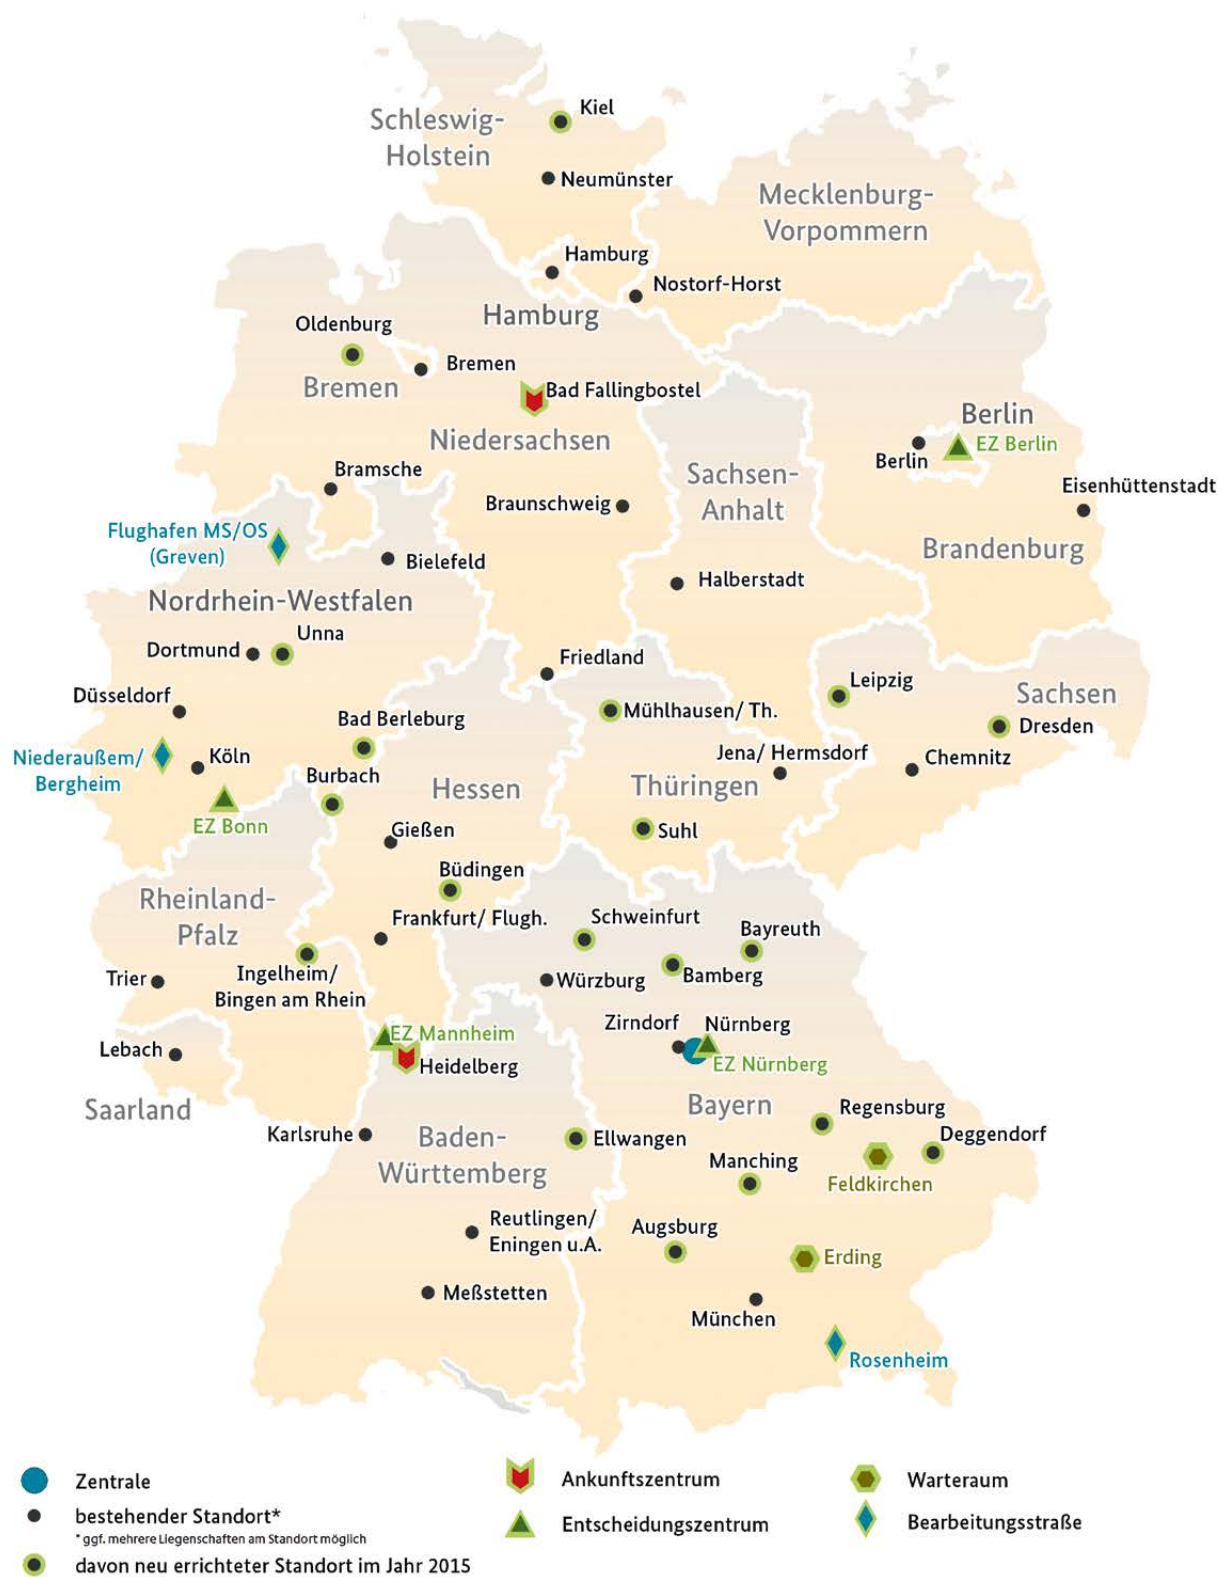 Kiel
Schleswig-
Holstein
Neumünster
Mecklenburg-
Vorpommern
Hamburg
Nostorf-Horst
Hamburg
Oldenburg
Bremen
Bremen
Bad Fallingbostel
Niedersachsen
Berlin
EZ Berlin
Berlin
Bramsche
Sachsen-
Anhalt
Eisenhüttenstadt
Braunschweig
Flughafen MS/OS
(Greven)
Bielefeld
Brandenburg
Halberstadt
Nordrhein-Westfalen
Unna
Dortmund
Friedland
Leipzig
Sachsen
Düsseldorf
Bad Berleburg
Mühlhausen/ Th.
Dresden
Niederaußem/
Bergheim
Köln
Jena/ Hermsdorf
Chemnitz
Burbach
Hessen
Thüringen
EZ Bonn
Gießen
Suhl
Büdingen
Rheinland-
Pfalz
Frankfurt/ Flugh.
Schweinfurt
Bayreuth
Trier
Ingelheim/
Bingen am Rhein
Würzburg
Bamberg
Zirndorf
Nürnberg
EZ Mannheim
Lebach
Heidelberg
EZ Nürnberg
Saarland
Bayern
Regensburg
Karlsruhe
Baden-
Württemberg
Ellwangen
Deggendorf
Manching
Feldkirchen
Reutlingen/
Eningen u.A.
Augsburg
Erding
Meßstetten
München
Rosenheim
Zentrale
bestehender Standort*
* ggf. mehrere Liegenschaften am Standort möglich
davon neu errichteter Standort im Jahr 2015
Ankunftszentrum
Entscheidungszentrum
Warteraum
Bearbeitungsstraße